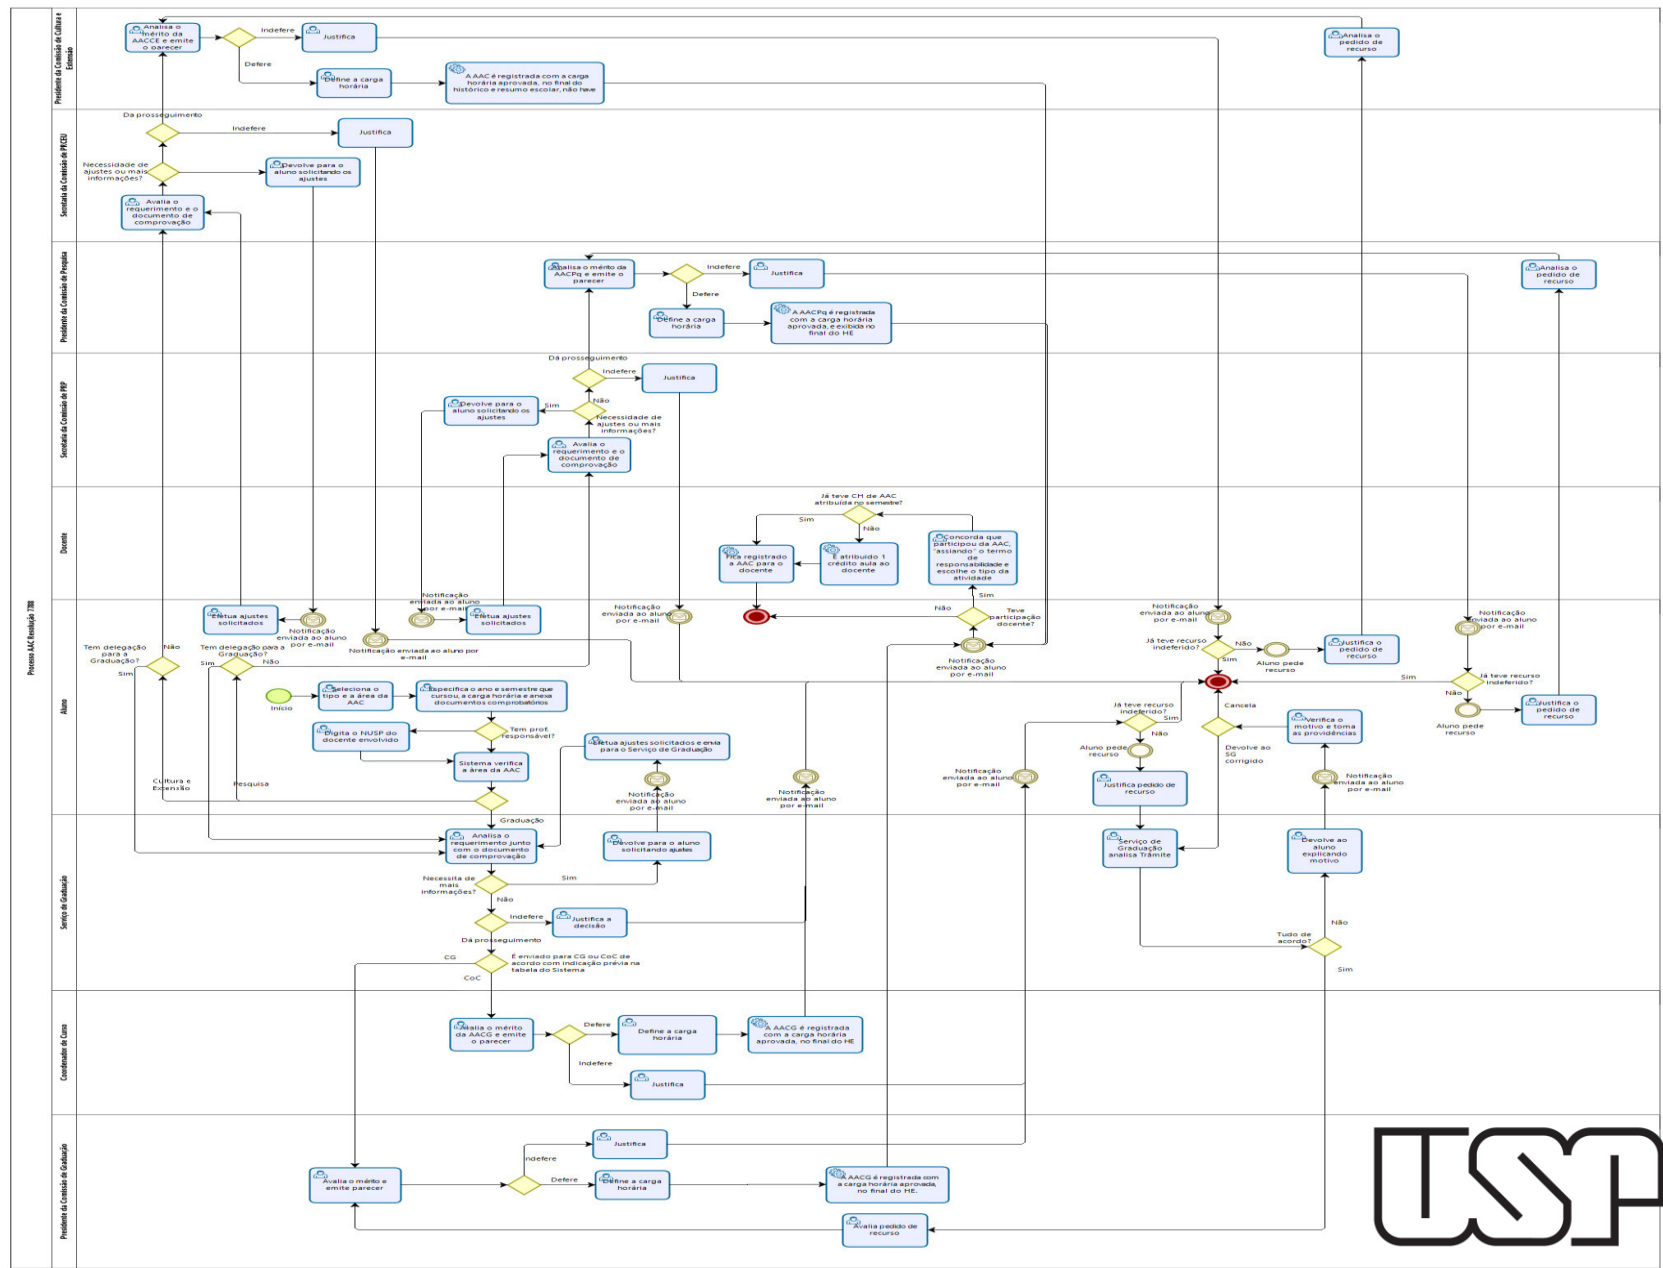 Processo AAC Resolução 7788
Presidente da Comissão de Cultura e
Extensão
Analisa o
mérito da
AACCE e emite
o parecer
Indefere
Justifica
Defere
Define a carga
horária
A AAC é registrada com a carga
horária aprovada, no final do
histórico e resumo escolar, não have
Analisa o
pedido de
recurso
Secretaria da Comissão de PRCEU
Da prosseguimento
Indefere
Justifica
Necessidade de
ajustes ou mais
informações?
Devolve para o
aluno solicitando os
ajustes
Avalia o
requerimento e o
documento de
comprovação
Presidente da Comissão de Pesquisa
Analisa o mérito da
AACPq e emite o
parecer
Indefere
Justifica
Defere
Define a carga
horária
A AACPq é registrada
com a carga horária
aprovada, e exibida no
final do HE
Analisa o
pedido de
recurso
Secretaria da Comissão de PRP
Dá prosseguimento
Indefere
Justifica
Não
Sim
Necessidade de
ajustes ou mais
informações?
Devolve para o
aluno solicitando os
ajustes
Avalia o
requerimento e o
documento de
comprovação
Docente
Já teve CH de AAC
atribuída no semestre?
Sim
Não
Fica registrado
a AAC para o
docente
É atribuído 1
crédito aula ao
docente
Concorda que
participou da AAC,
"assiando" o termo
de
responsabilidade e
escolhe o tipo da
atividade
Sim
Aluno
Efetua ajustes
solicitados
Notificação
enviada ao aluno
por e-mail
Notificação enviada ao aluno por
e-mail
Notificação
enviada ao aluno
por e-mail
Efetua ajustes
solicitados
Notificação
enviada ao aluno
por e-mail
Não
Teve
participação
docente?
Notificação
enviada ao aluno
por e-mail
Notificação
enviada ao aluno
por e-mail
Já teve recurso
indeferido?
Não
Sim
Aluno pede
recurso
Justifica o
pedido de
recurso
Notificação
enviada ao aluno
por e-mail
Já teve recurso
indeferido?
Sim
Aluno pede
recurso
Justifica o
pedido de
recurso
Tem delegação
para a
Graduação?
Não
Sim
Tem delegação para a
Graduação?
Sim
Não
Início
Seleciona o
tipo e a área da
AAC
Especifica o ano e semestre que
cursou, a carga horária e anexa
documentos comprobatórios
Tem prof.
responsável?
Digita o NUSP do
docente envolvido
Sistema verifica
a área da AAC
Cultura e
Extensão
Pesquisa
Graduação
Efetua ajustes solicitados e envia
para o Serviço de Graduação
Notificação
enviada ao aluno
por e-mail
Notificação
enviada ao aluno
por e-mail
Notificação
enviada ao aluno
por e-mail
Já teve recurso
indeferido?
Sim
Não
Aluno pede
recurso
Justifica pedido de
recurso
Cancela
Devolve ao
SG
corrigido
Verifica o
motivo e toma
as providências
Notificação
enviada ao aluno
por e-mail
Serviço de Graduação
Analisa o
requerimento junto
com o documento
de comprovação
Devolve para o aluno
solicitando ajustes
Necessita de
mais
informações?
Sim
Não
Indefere
Justifica a
decisão
Dá prosseguimento
É enviado para CG ou CoC de
acordo com indicação prévia na
tabela do Sistema
CG
CoC
Serviço de
Graduação
analisa Trâmite
Devolve ao
aluno
explicando
motivo
Não
Tudo de
acordo?
Sim
Coordenador de Curso
Avalia o mérito
da AACG e emite
o parecer
Defere
Define a carga
horária
A AACG é registrada
com a carga horária
aprovada, no final do HE
Indefere
Justifica
Presidente da Comissão de Graduação
Avalia o mérito e
emite parecer
Indefere
Justifica
Defere
Define a carga
horária
A AACG é registrada com
a carga horária aprovada,
no final do HE.
Avalia pedido de
recurso
USP